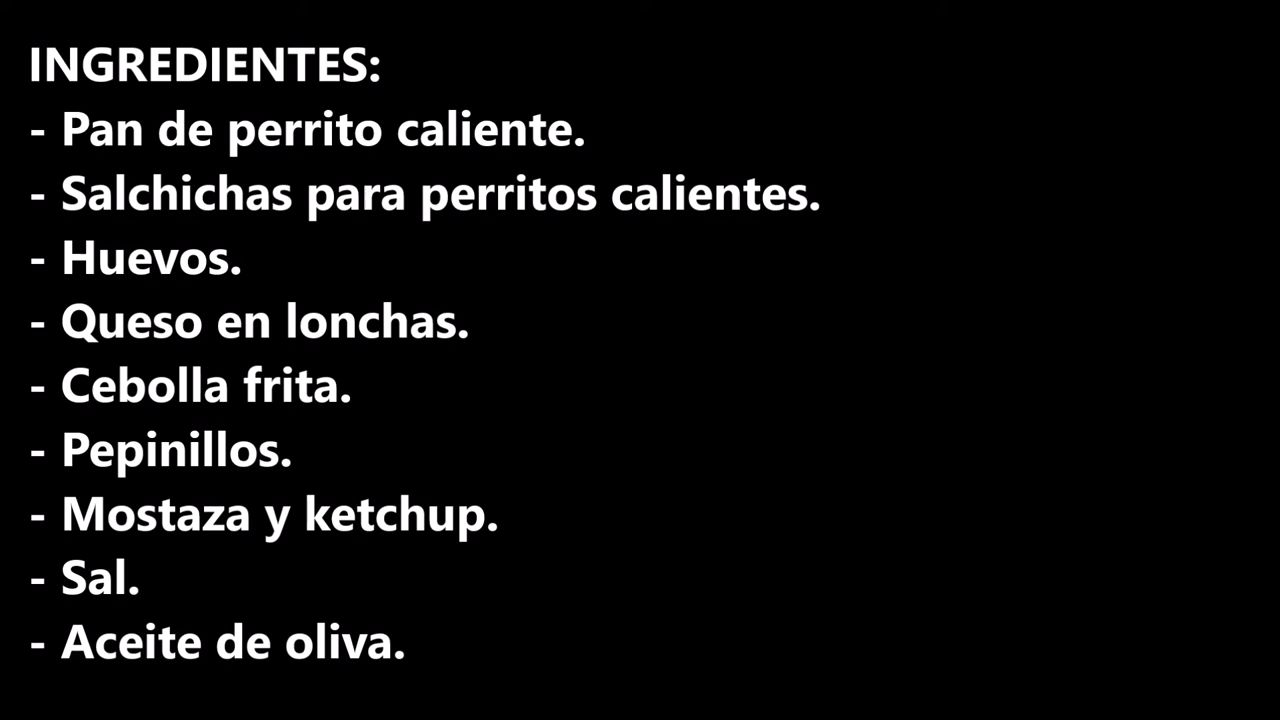 INGREDIENTES:
- Pan de perrito caliente.
- Salchichas para perritos calientes.
- Huevos.
- Queso en lonchas.
- Cebolla frita.
- Pepinillos.
- Mostaza y ketchup.
- Sal.
- Aceite de oliva.